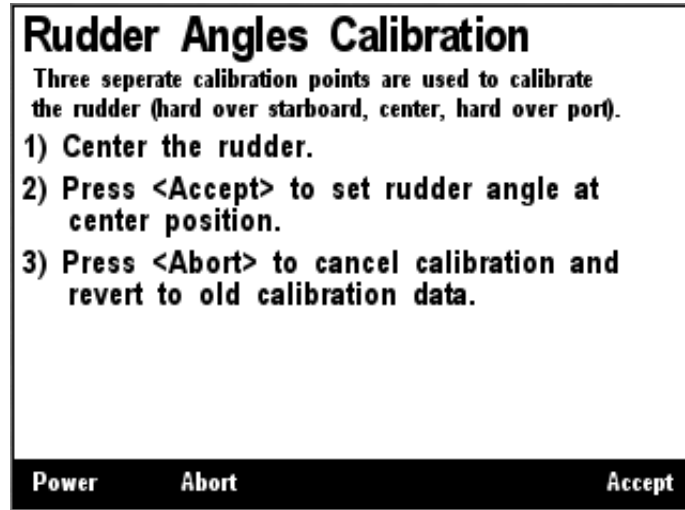 Rudder Angles Calibration
Three seperate calibration points are used to calibrate
the rudder (hard over starboard, center, hard over port).
1) Center the rudder.
2) Press <Accept> to set rudder angle at
center position.
3) Press <Abort> to cancel calibration and
revert to old calibration data.
Power Abort Accept